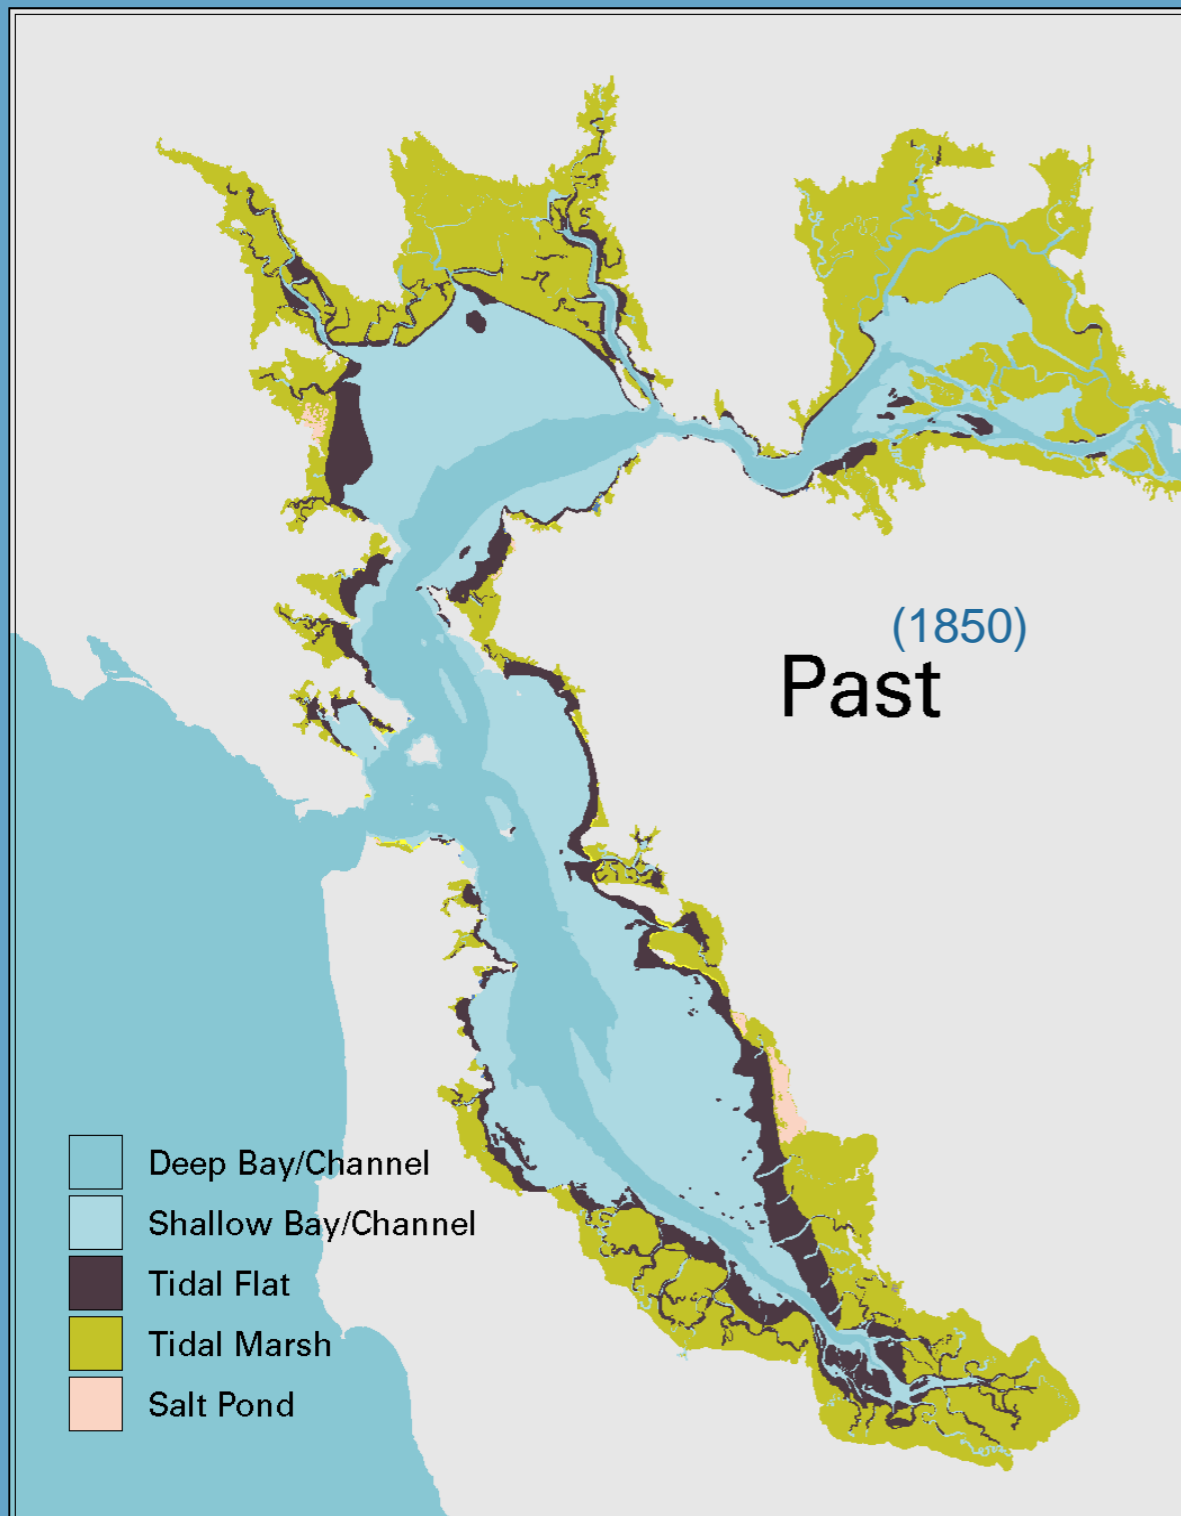 (1850)
Past
Deep Bay/Channel
Shallow Bay/Channel
Tidal Flat
Tidal Marsh
Salt Pond